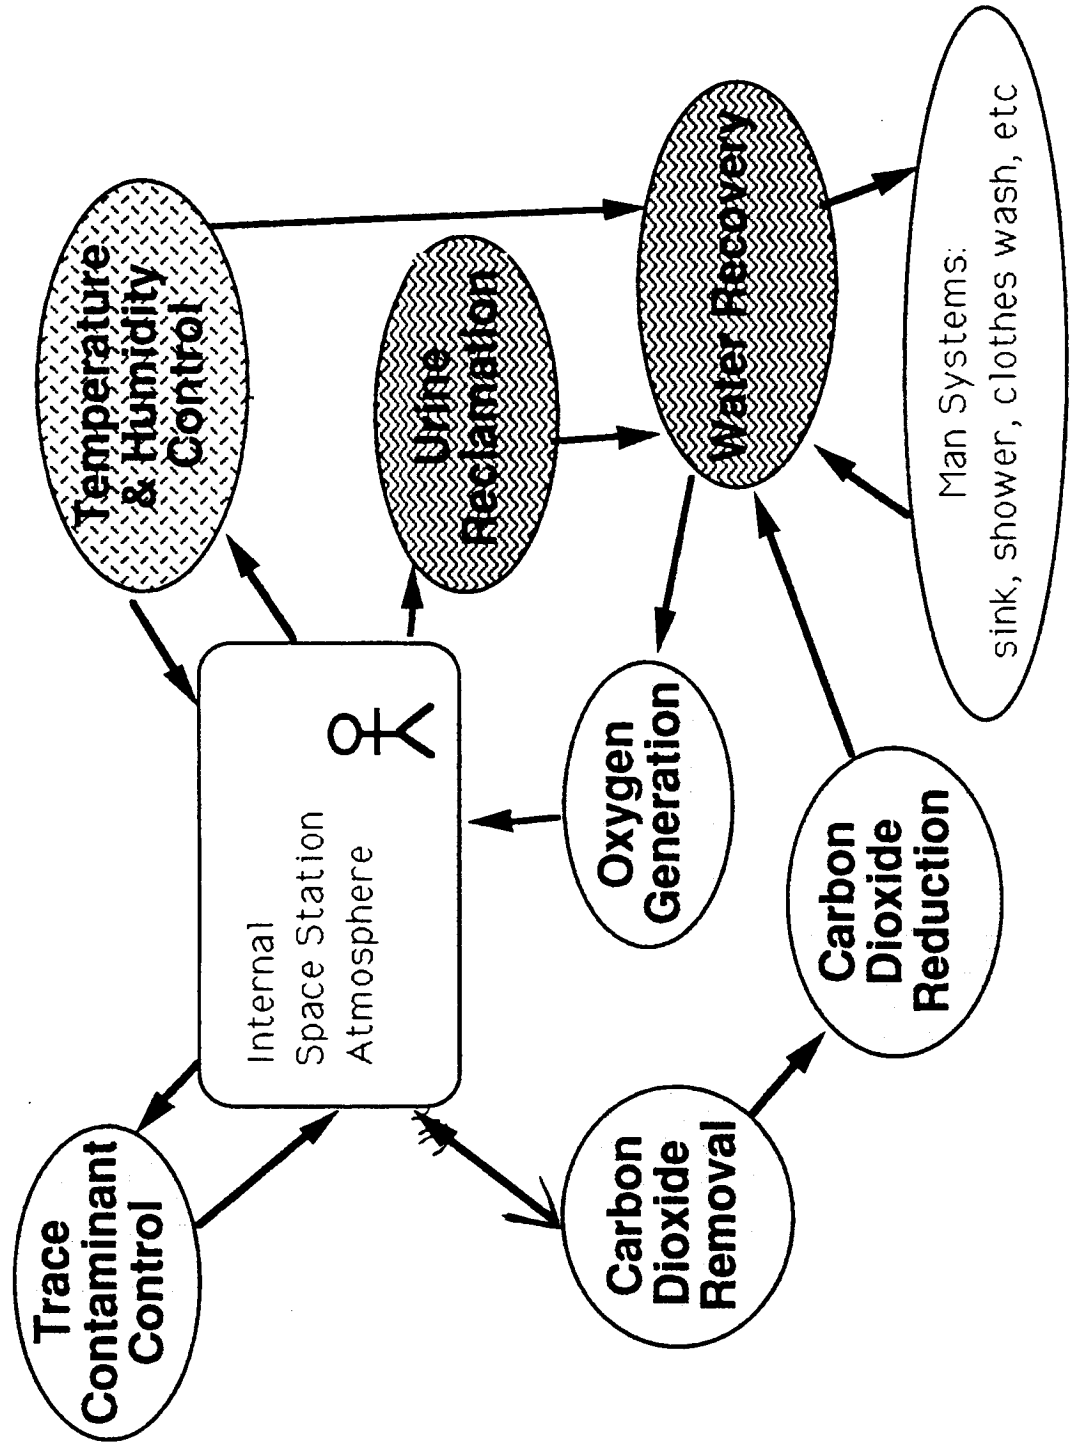 Trace
Contaminant
Control
Internal
Space Station
Atmosphere
Temperature
& Humidity
Control
Urine
Reclamation
Oxygen
Generation
Water Recovery
Carbon
Dioxide
Removal
Carbon
Dioxide
Reduction
Man Systems:
sink, shower, clothes wash, etc